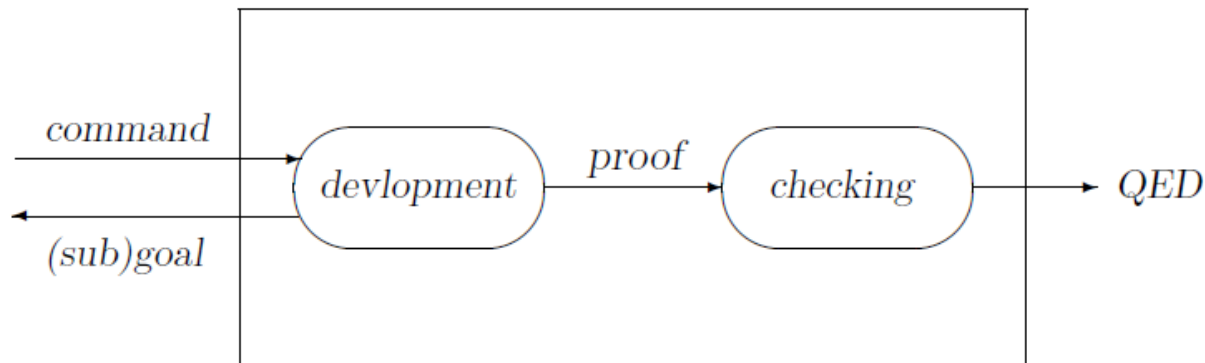 command
(sub)goal
devlopment
proof
checking
QED